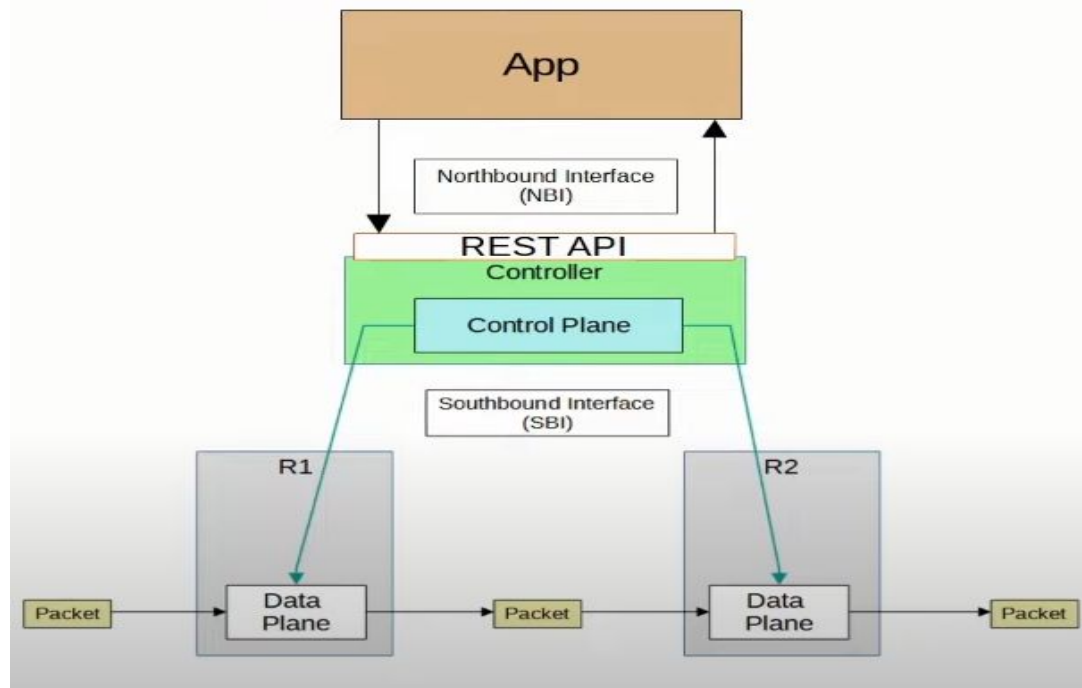 App
Northbound Interface
(NBI)
REST API
Controller
Control Plane
Southbound Interface
(SBI)
R1
R2
Packet
Data
Plane
Packet
Data
Plane
Packet